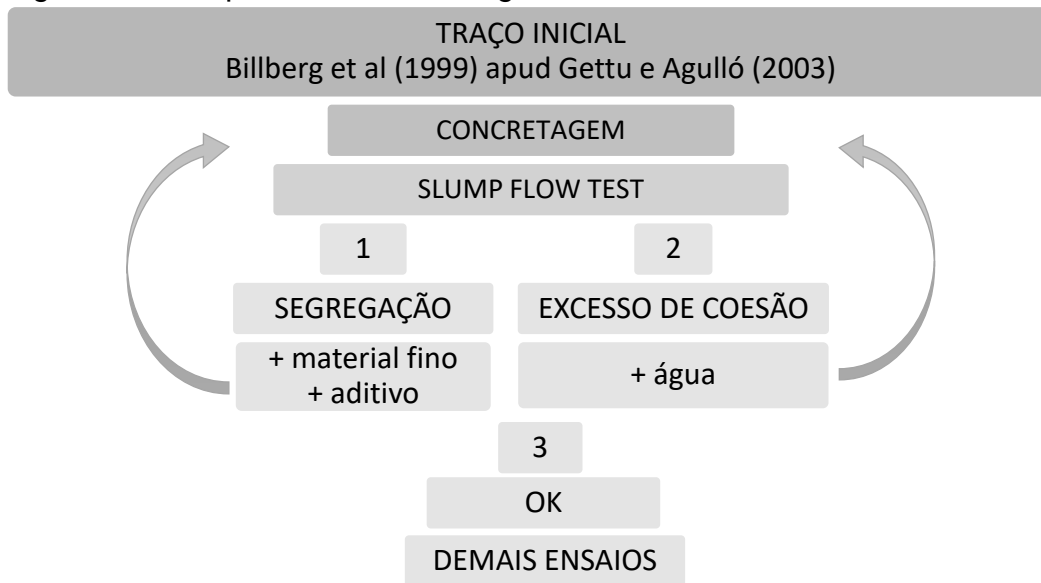 TRAÇO INICIAL
Billberg et al (1999) apud Gettu e Agulló (2003)
CONCRETAGEM
SLUMP FLOW TEST
1
2
SEGREGAÇÃO
EXCESSO DE COESÃO
+ material fino
+ aditivo
+ água
3
OK
DEMAIS ENSAIOS